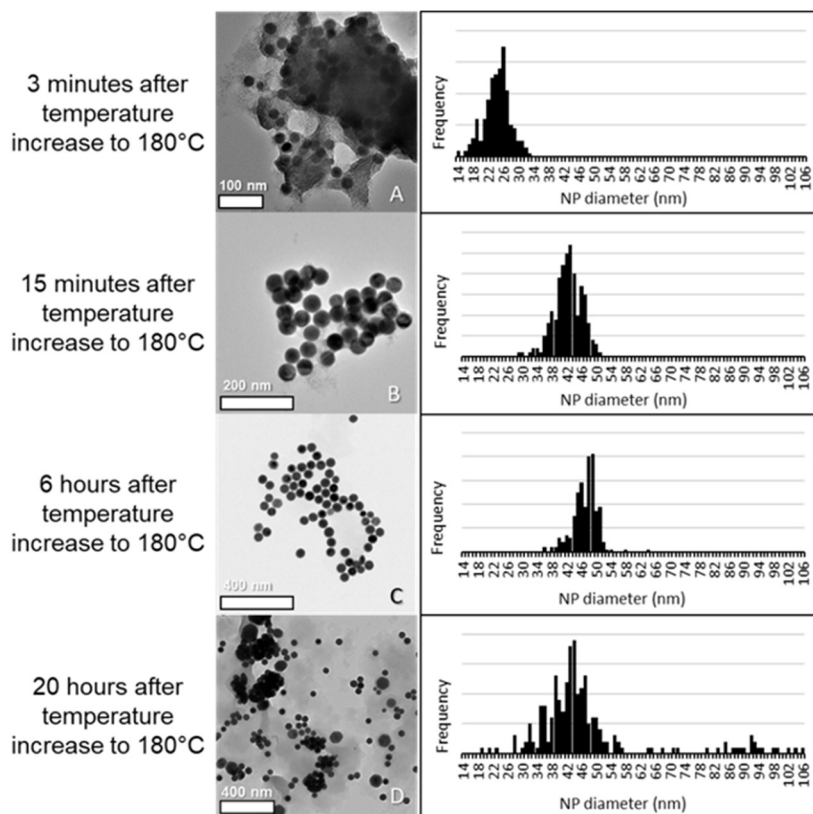 3 minutes after
temperature
increase to 180°C
100 nm
A
Frequency
14 18 22 26 30 34 38 42 46 50 54 58 62 66 70 74 78 82 86 90 94 98 102 106
NP diameter (nm)
15 minutes after
temperature
increase to 180°C
200 nm
B
Frequency
14 18 22 26 30 34 38 42 46 50 54 58 62 66 70 74 78 82 86 90 94 98 102 106
NP diameter (nm)
6 hours after
temperature
increase to 180°C
400 nm
C
Frequency
14 18 22 26 30 34 38 42 46 50 54 58 62 66 70 74 78 82 86 90 94 98 102 106
NP diameter (nm)
20 hours after
temperature
increase to 180°C
400 nm
D
Frequency
14 18 22 26 30 34 38 42 46 50 54 58 62 66 70 74 78 82 86 90 94 98 102 106
NP diameter (nm)